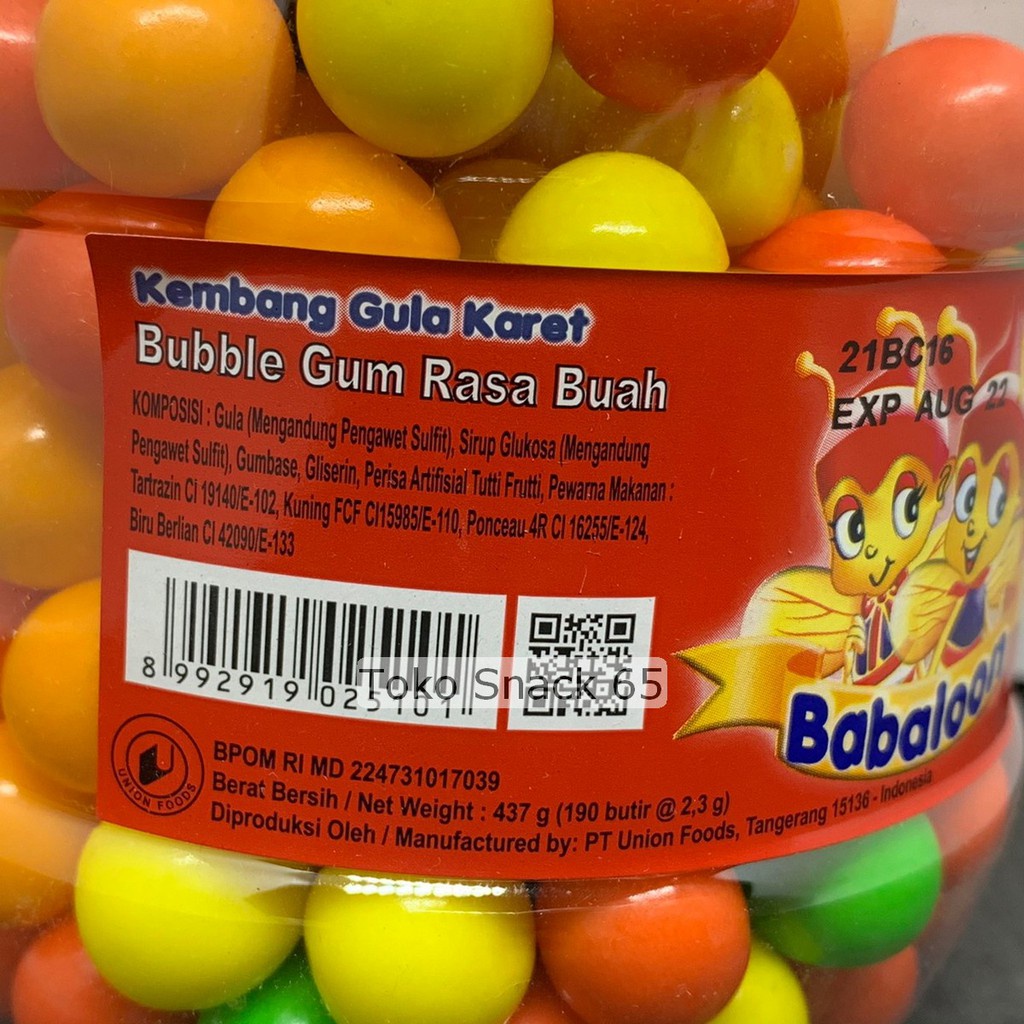 Kembang Gula Karet
Bubble Gum Rasa Buah
KOMPOSISI : Gula (Mengandung Pengawet Sulfit), Sirup Glukosa (Mengandung
Pengawet Sulfit), Gumbase, Gliserin, Perisa Artifisial Tutti Frutti, Pewarna Makanan :
Tartrazin Ci 19140/E-102, Kuning FCF CI15985/E-110, Ponceau 4R CI 16255/E-124,
Biru Berlian CI 42090/E-133
21BC16
EXP AUG 22
8 992919 025101
Toko Snack 65
Babaloon
UNION FOODS
BPOM RI MD 224731017039
Berat Bersih / Net Weight : 437 g (190 butir @ 2,3 g)
Diproduksi Oleh / Manufactured by: PT Union Foods, Tangerang 15136 - Indonesia